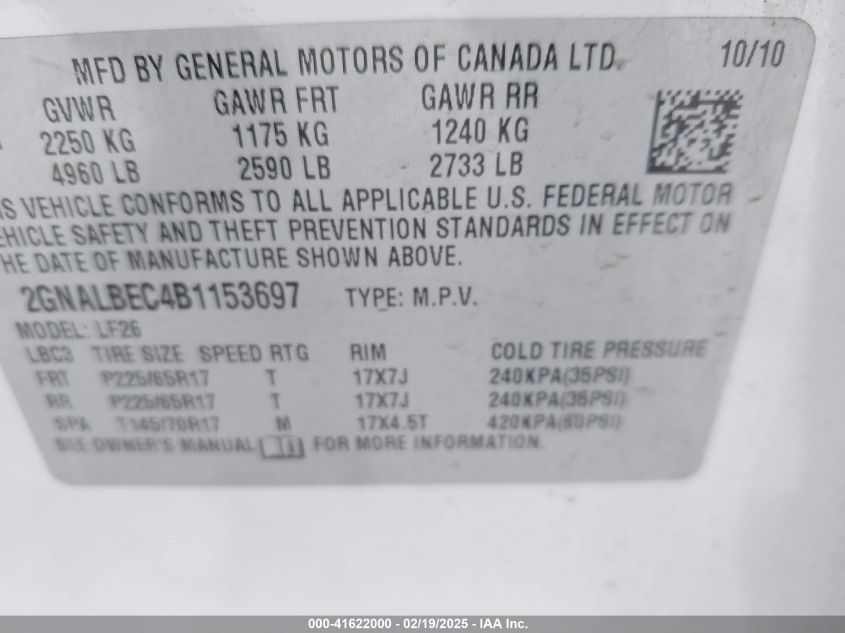 MFD BY GENERAL MOTORS OF CANADA LTD. 10/10
GVWR GAWR FRT GAWR RR
2250 KG 1175 KG 1240 KG
4960 LB 2590 LB 2733 LB
IS VEHICLE CONFORMS TO ALL APPLICABLE U.S. FEDERAL MOTOR
EHICLE SAFETY AND THEFT PREVENTION STANDARDS IN EFFECT ON
HE DATE OF MANUFACTURE SHOWN ABOVE.
2GNALBEC4B1153697 TYPE: M.P.V.
MODEL: LF26
LBC3 TIRE SIZE SPEED RTG RIM COLD TIRE PRESSURE
FRT P225/65R17 T 17X7J 240KPA(35PSI)
RR P225/65R17 T 17X7J 240KPA(35PSI)
SPA T145/70R17 M 17X4.5T 420KPA(60PSI)
SEE OWNER'S MANUAL FOR MORE INFORMATION.
000-41622000 - 02/19/2025 - IAA Inc.